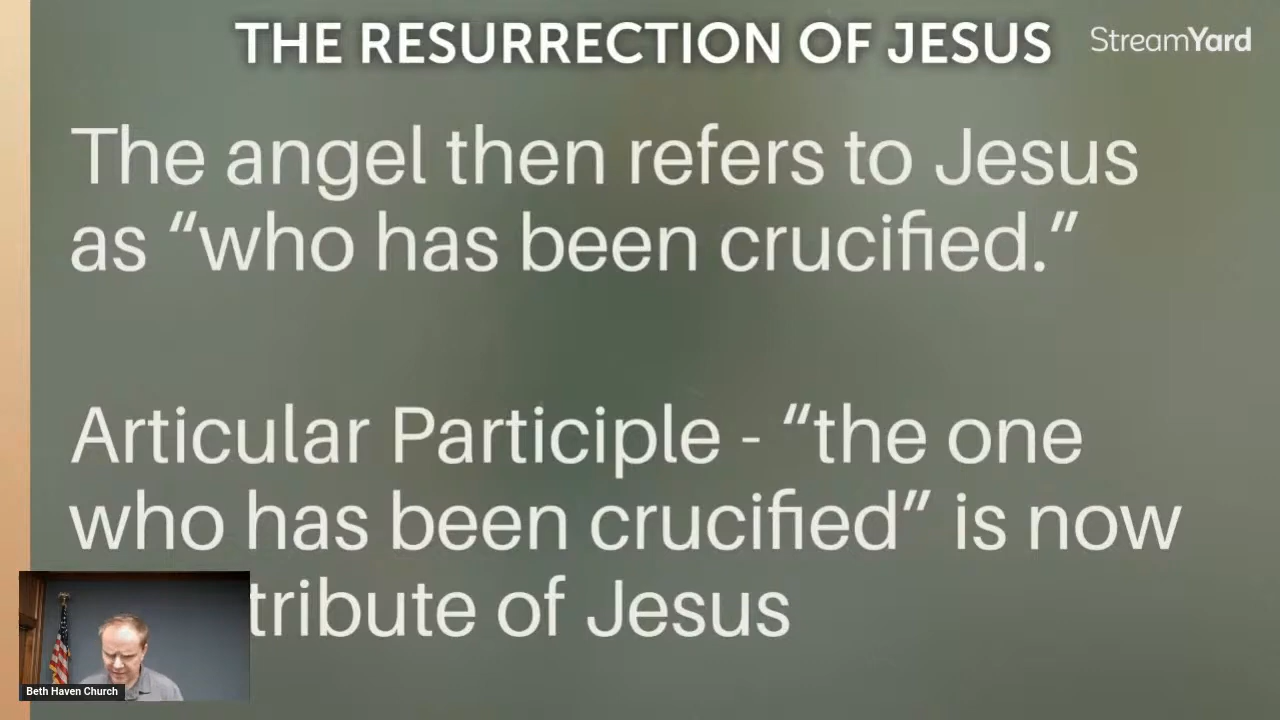 THE RESURRECTION OF JESUS
StreamYard
The angel then refers to Jesus
as “who has been crucified.”
Articular Participle - “the one
who has been crucified” is now
tribute of Jesus
Beth Haven Church